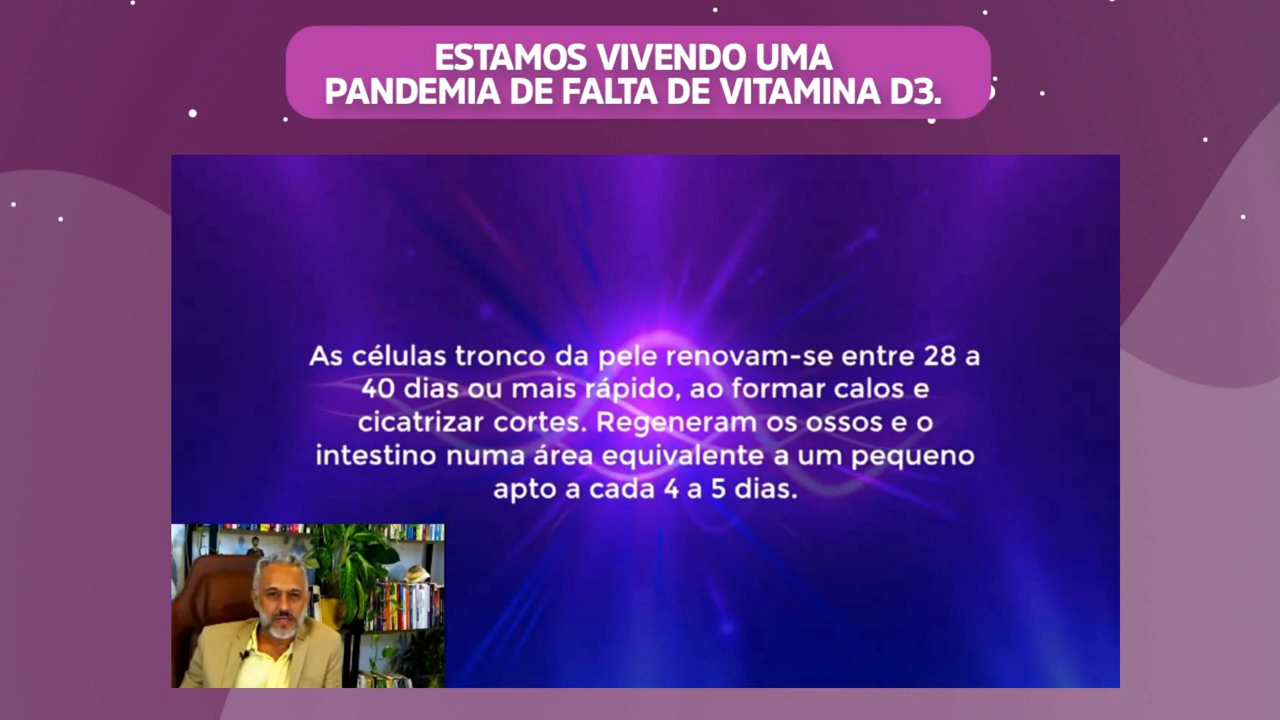 ESTAMOS VIVENDO UMA
PANDEMIA DE FALTA DE VITAMINA D3.
As células tronco da pele renovam-se entre 28 a
40 dias ou mais rápido, ao formar calos e
cicatrizar cortes. Regeneram os ossos e o
intestino numa área equivalente a um pequeno
apto a cada 4 a 5 dias.